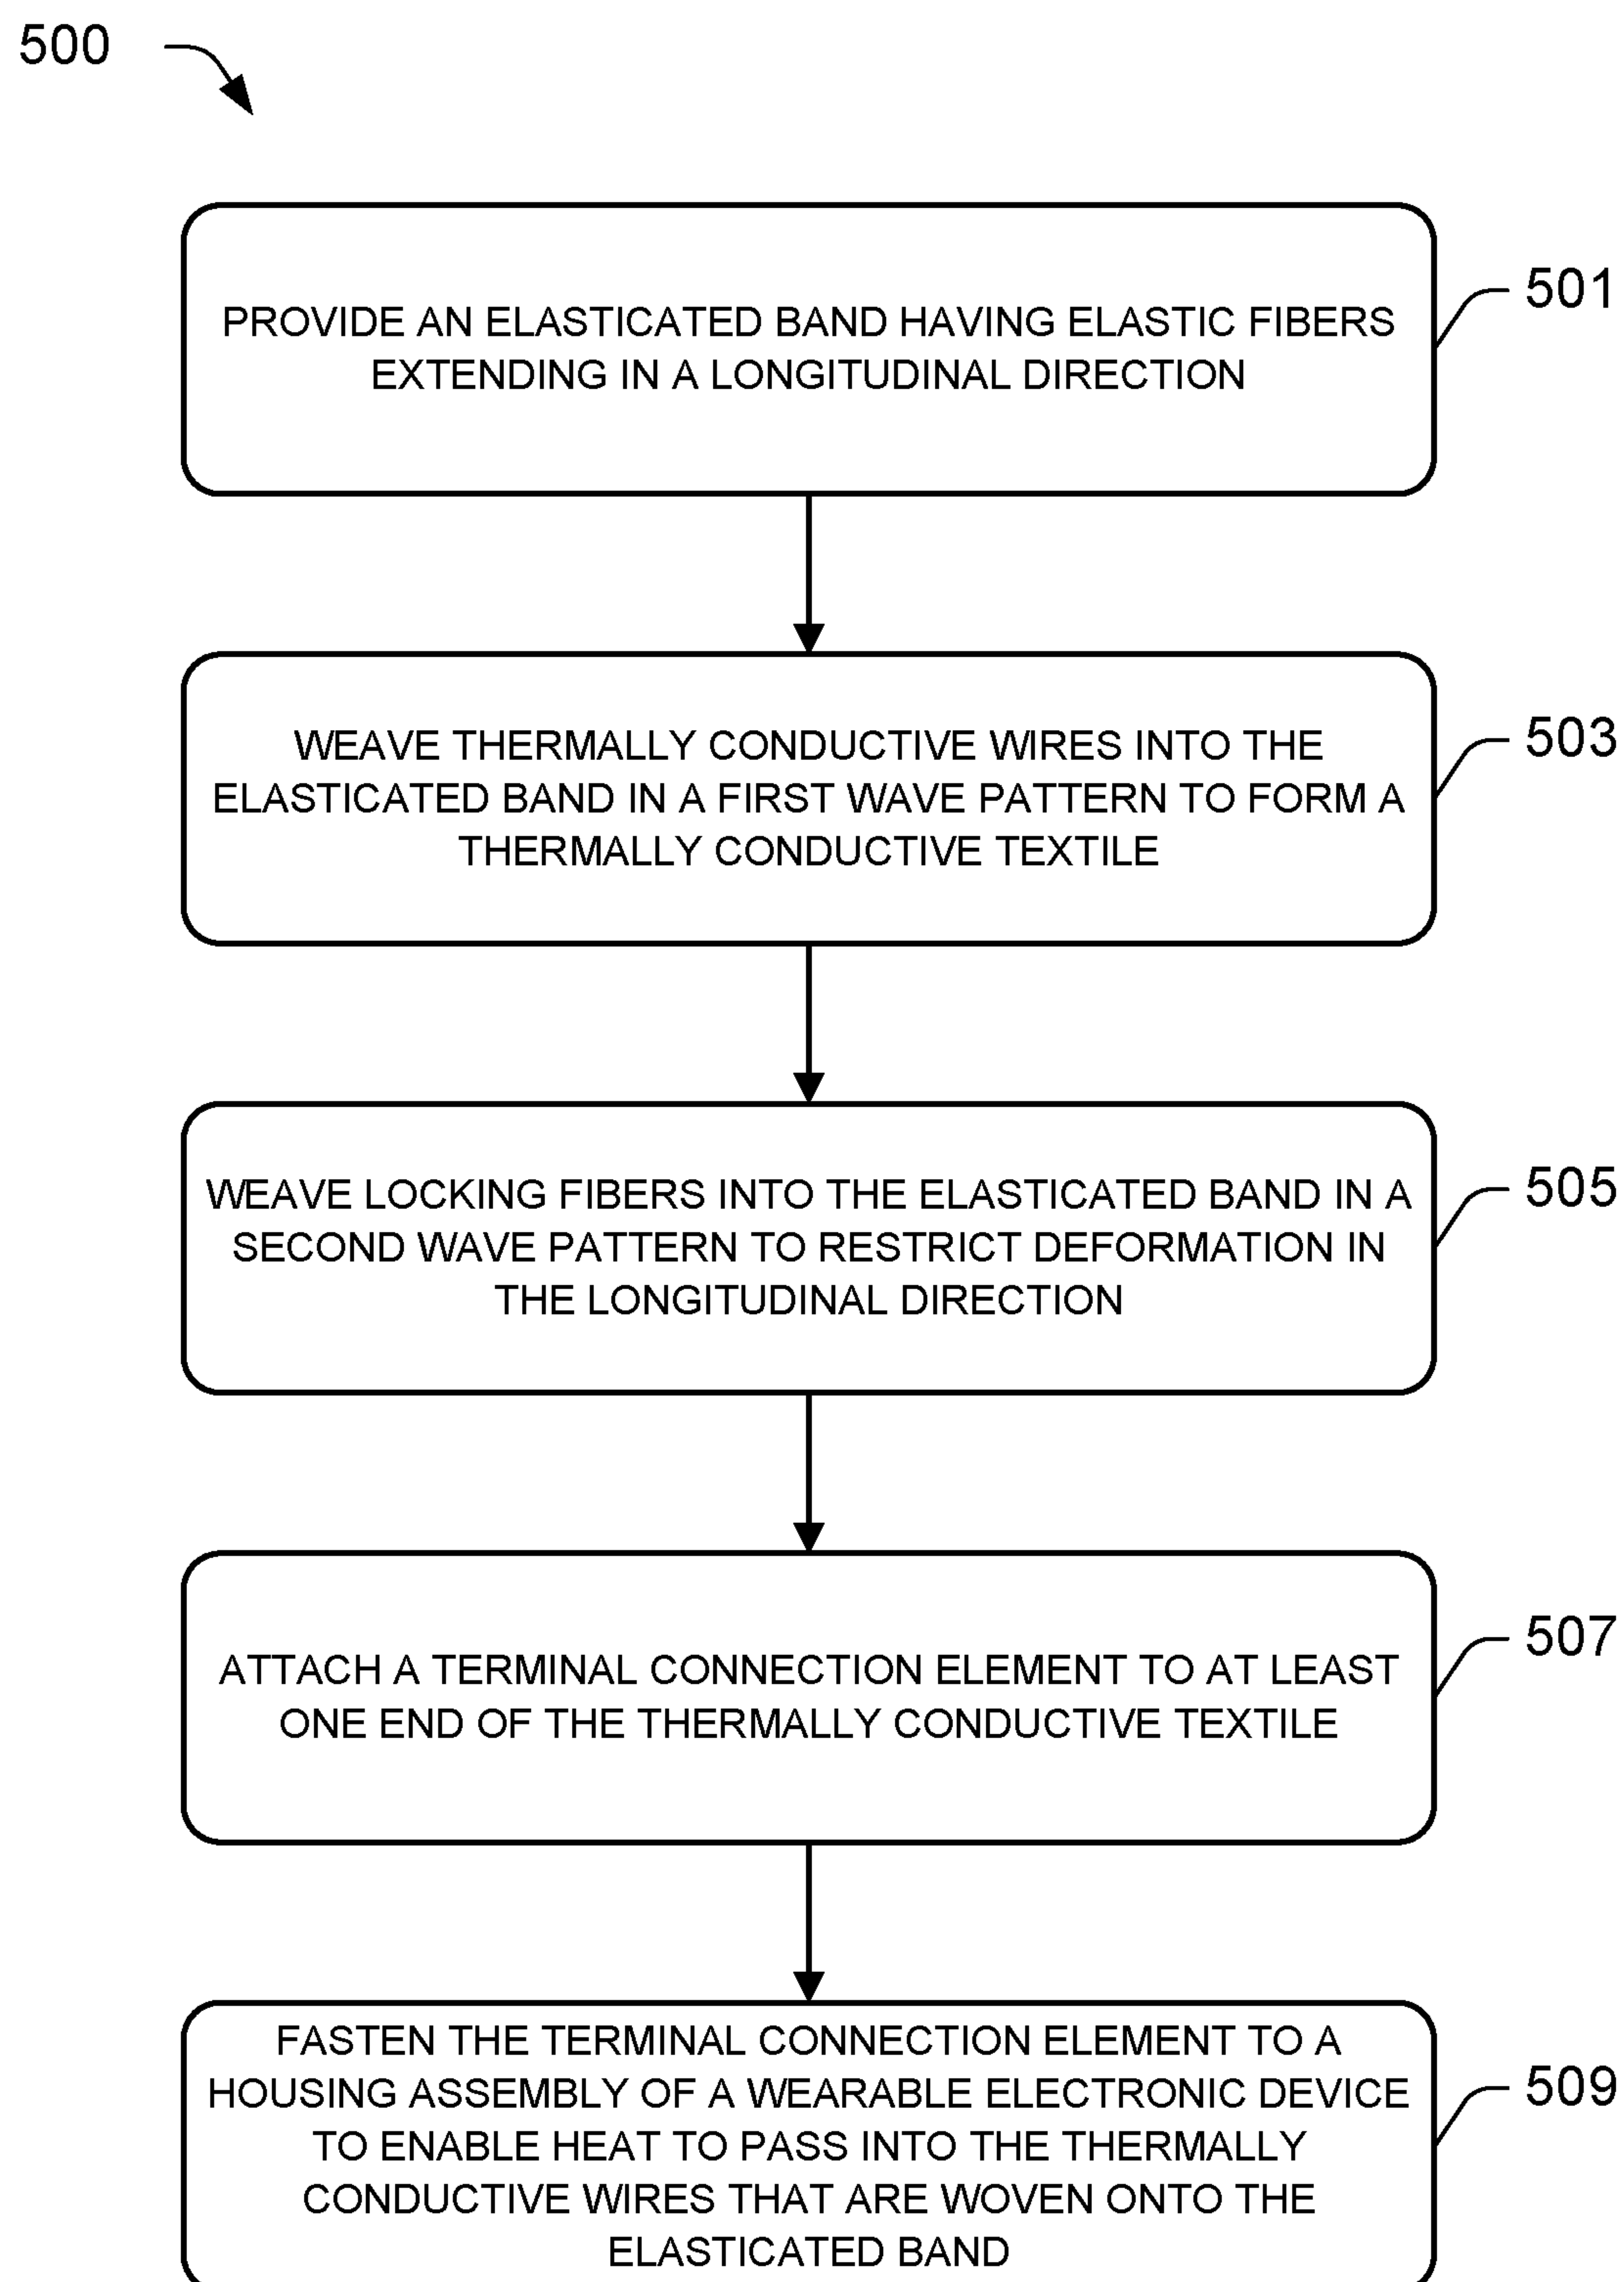 500
PROVIDE AN ELASTICATED BAND HAVING ELASTIC FIBERS
EXTENDING IN A LONGITUDINAL DIRECTION
501
WEAVE THERMALLY CONDUCTIVE WIRES INTO THE
ELASTICATED BAND IN A FIRST WAVE PATTERN TO FORM A
THERMALLY CONDUCTIVE TEXTILE
503
WEAVE LOCKING FIBERS INTO THE ELASTICATED BAND IN A
SECOND WAVE PATTERN TO RESTRICT DEFORMATION IN
THE LONGITUDINAL DIRECTION
505
ATTACH A TERMINAL CONNECTION ELEMENT TO AT LEAST
ONE END OF THE THERMALLY CONDUCTIVE TEXTILE
507
FASTEN THE TERMINAL CONNECTION ELEMENT TO A
HOUSING ASSEMBLY OF A WEARABLE ELECTRONIC DEVICE
TO ENABLE HEAT TO PASS INTO THE THERMALLY
CONDUCTIVE WIRES THAT ARE WOVEN ONTO THE
ELASTICATED BAND
509